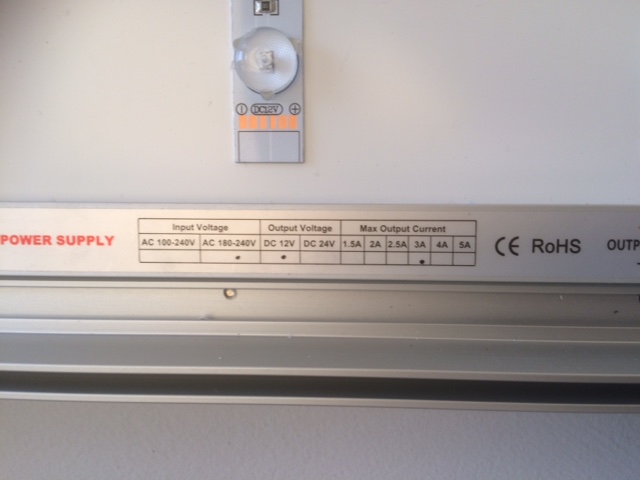 DC12V
POWER SUPPLY
Input Voltage Output Voltage Max Output Current
AC 100-240V AC 180-240V DC 12V DC 24V 1.5A 2A 2.5A 3A 4A 5A
CE RoHS
OUTP